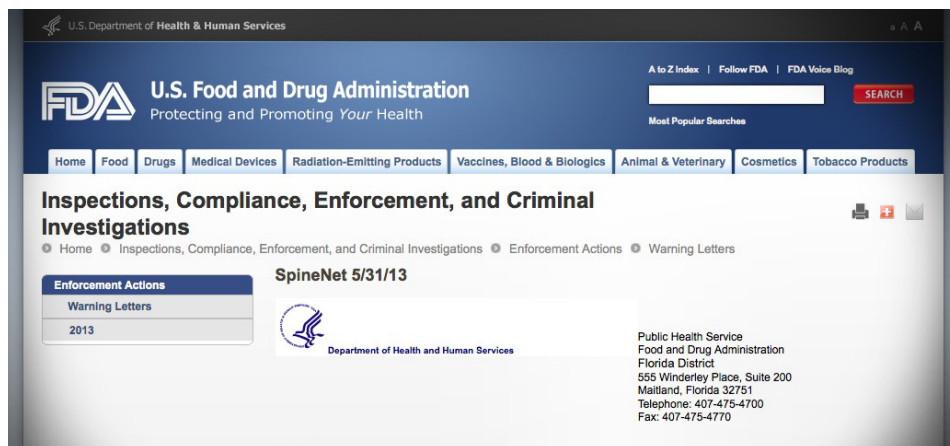 U.S. Department of Health & Human Services
a A A
FDA
U.S. Food and Drug Administration
Protecting and Promoting Your Health
A to Z Index | Follow FDA | FDA Voice Blog
SEARCH
Most Popular Searches
Home Food Drugs Medical Devices Radiation-Emitting Products Vaccines, Blood & Biologics Animal & Veterinary Cosmetics Tobacco Products
Inspections, Compliance, Enforcement, and Criminal
Investigations
Home Inspections, Compliance, Enforcement, and Criminal Investigations Enforcement Actions Warning Letters
Enforcement Actions
Warning Letters
2013
SpineNet 5/31/13
Department of Health and Human Services
Public Health Service
Food and Drug Administration
Florida District
555 Winderley Place, Suite 200
Maitland, Florida 32751
Telephone: 407-475-4700
Fax: 407-475-4770